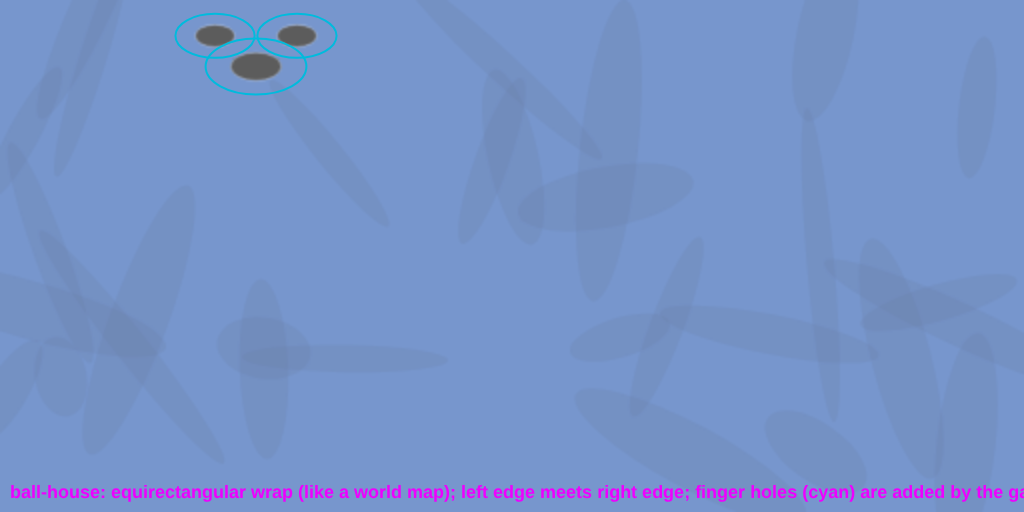 ball-house: equirectangular wrap (like a world map); left edge meets right edge; finger holes (cyan) are added by the ga